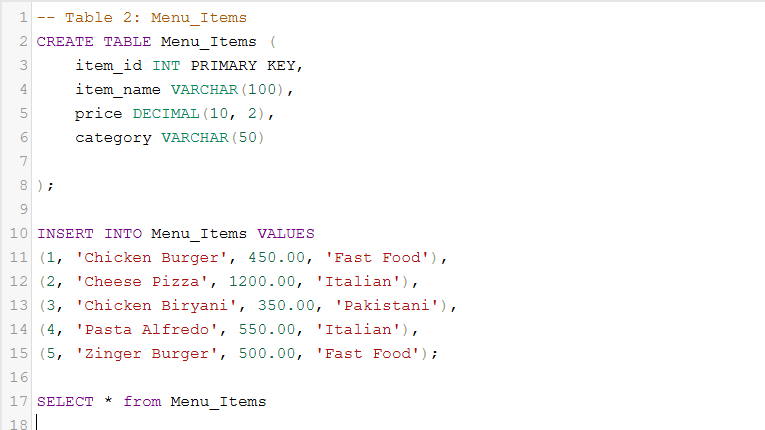 1 -- Table 2: Menu_Items
2 CREATE TABLE Menu_Items (
3     item_id INT PRIMARY KEY,
4     item_name VARCHAR(100),
5     price DECIMAL(10, 2),
6     category VARCHAR(50)
7
8 );
9
10 INSERT INTO Menu_Items VALUES
11 (1, 'Chicken Burger', 450.00, 'Fast Food'),
12 (2, 'Cheese Pizza', 1200.00, 'Italian'),
13 (3, 'Chicken Biryani', 350.00, 'Pakistani'),
14 (4, 'Pasta Alfredo', 550.00, 'Italian'),
15 (5, 'Zinger Burger', 500.00, 'Fast Food');
16
17 SELECT * from Menu_Items
18